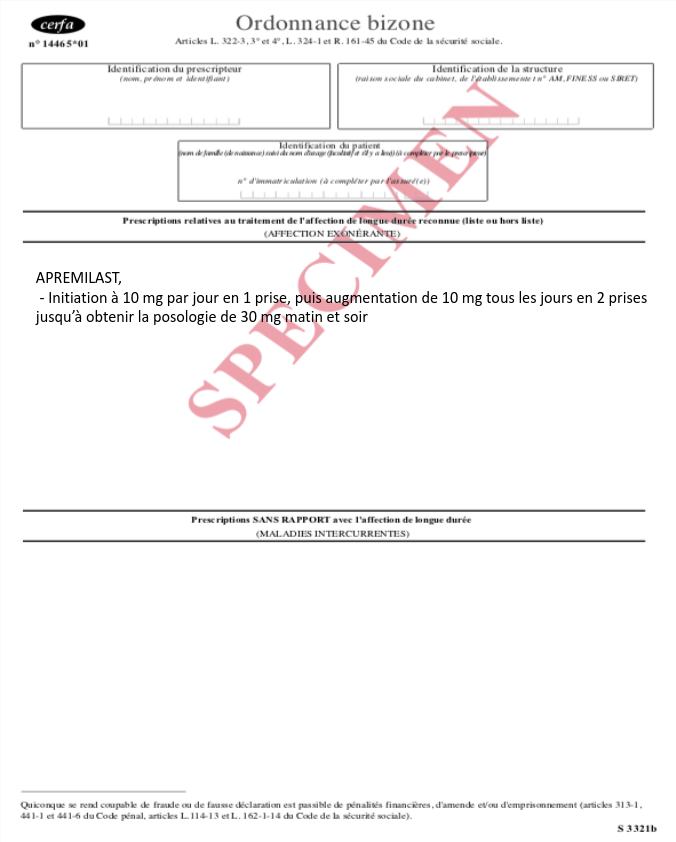 cerfa
n° 14465*01
Ordonnance bizone
Articles L. 322-3, 3° et 4°, L. 324-1 et R. 161-45 du Code de la sécurité sociale.
Identification du prescripteur
(nom, prénom et identifiant)
Identification de la structure
(raison sociale du cabinet, de l'établissement et n° AM, FINESS ou SIRET)
Identification du patient
(nom de famille (de naissance) suivi du nom d'usage (facultatif et s'il y a lieu)) (à compléter par le prescripteur)
n° d'immatriculation (à compléter par l'assuré(e))
Prescriptions relatives au traitement de l'affection de longue durée reconnue (liste ou hors liste)
(AFFECTION EXONÉRANTE)
APREMILAST,
- Initiation à 10 mg par jour en 1 prise, puis augmentation de 10 mg tous les jours en 2 prises
jusqu'à obtenir la posologie de 30 mg matin et soir
SPECIMEN
Prescriptions SANS RAPPORT avec l'affection de longue durée
(MALADIES INTERCURRENTES)
Quiconque se rend coupable de fraude ou de fausse déclaration est passible de pénalités financières, d'amende et/ou d'emprisonnement (articles 313-1,
441-1 et 441-6 du Code pénal, articles L.114-13 et L. 162-1-14 du Code de la sécurité sociale).
S 3321b